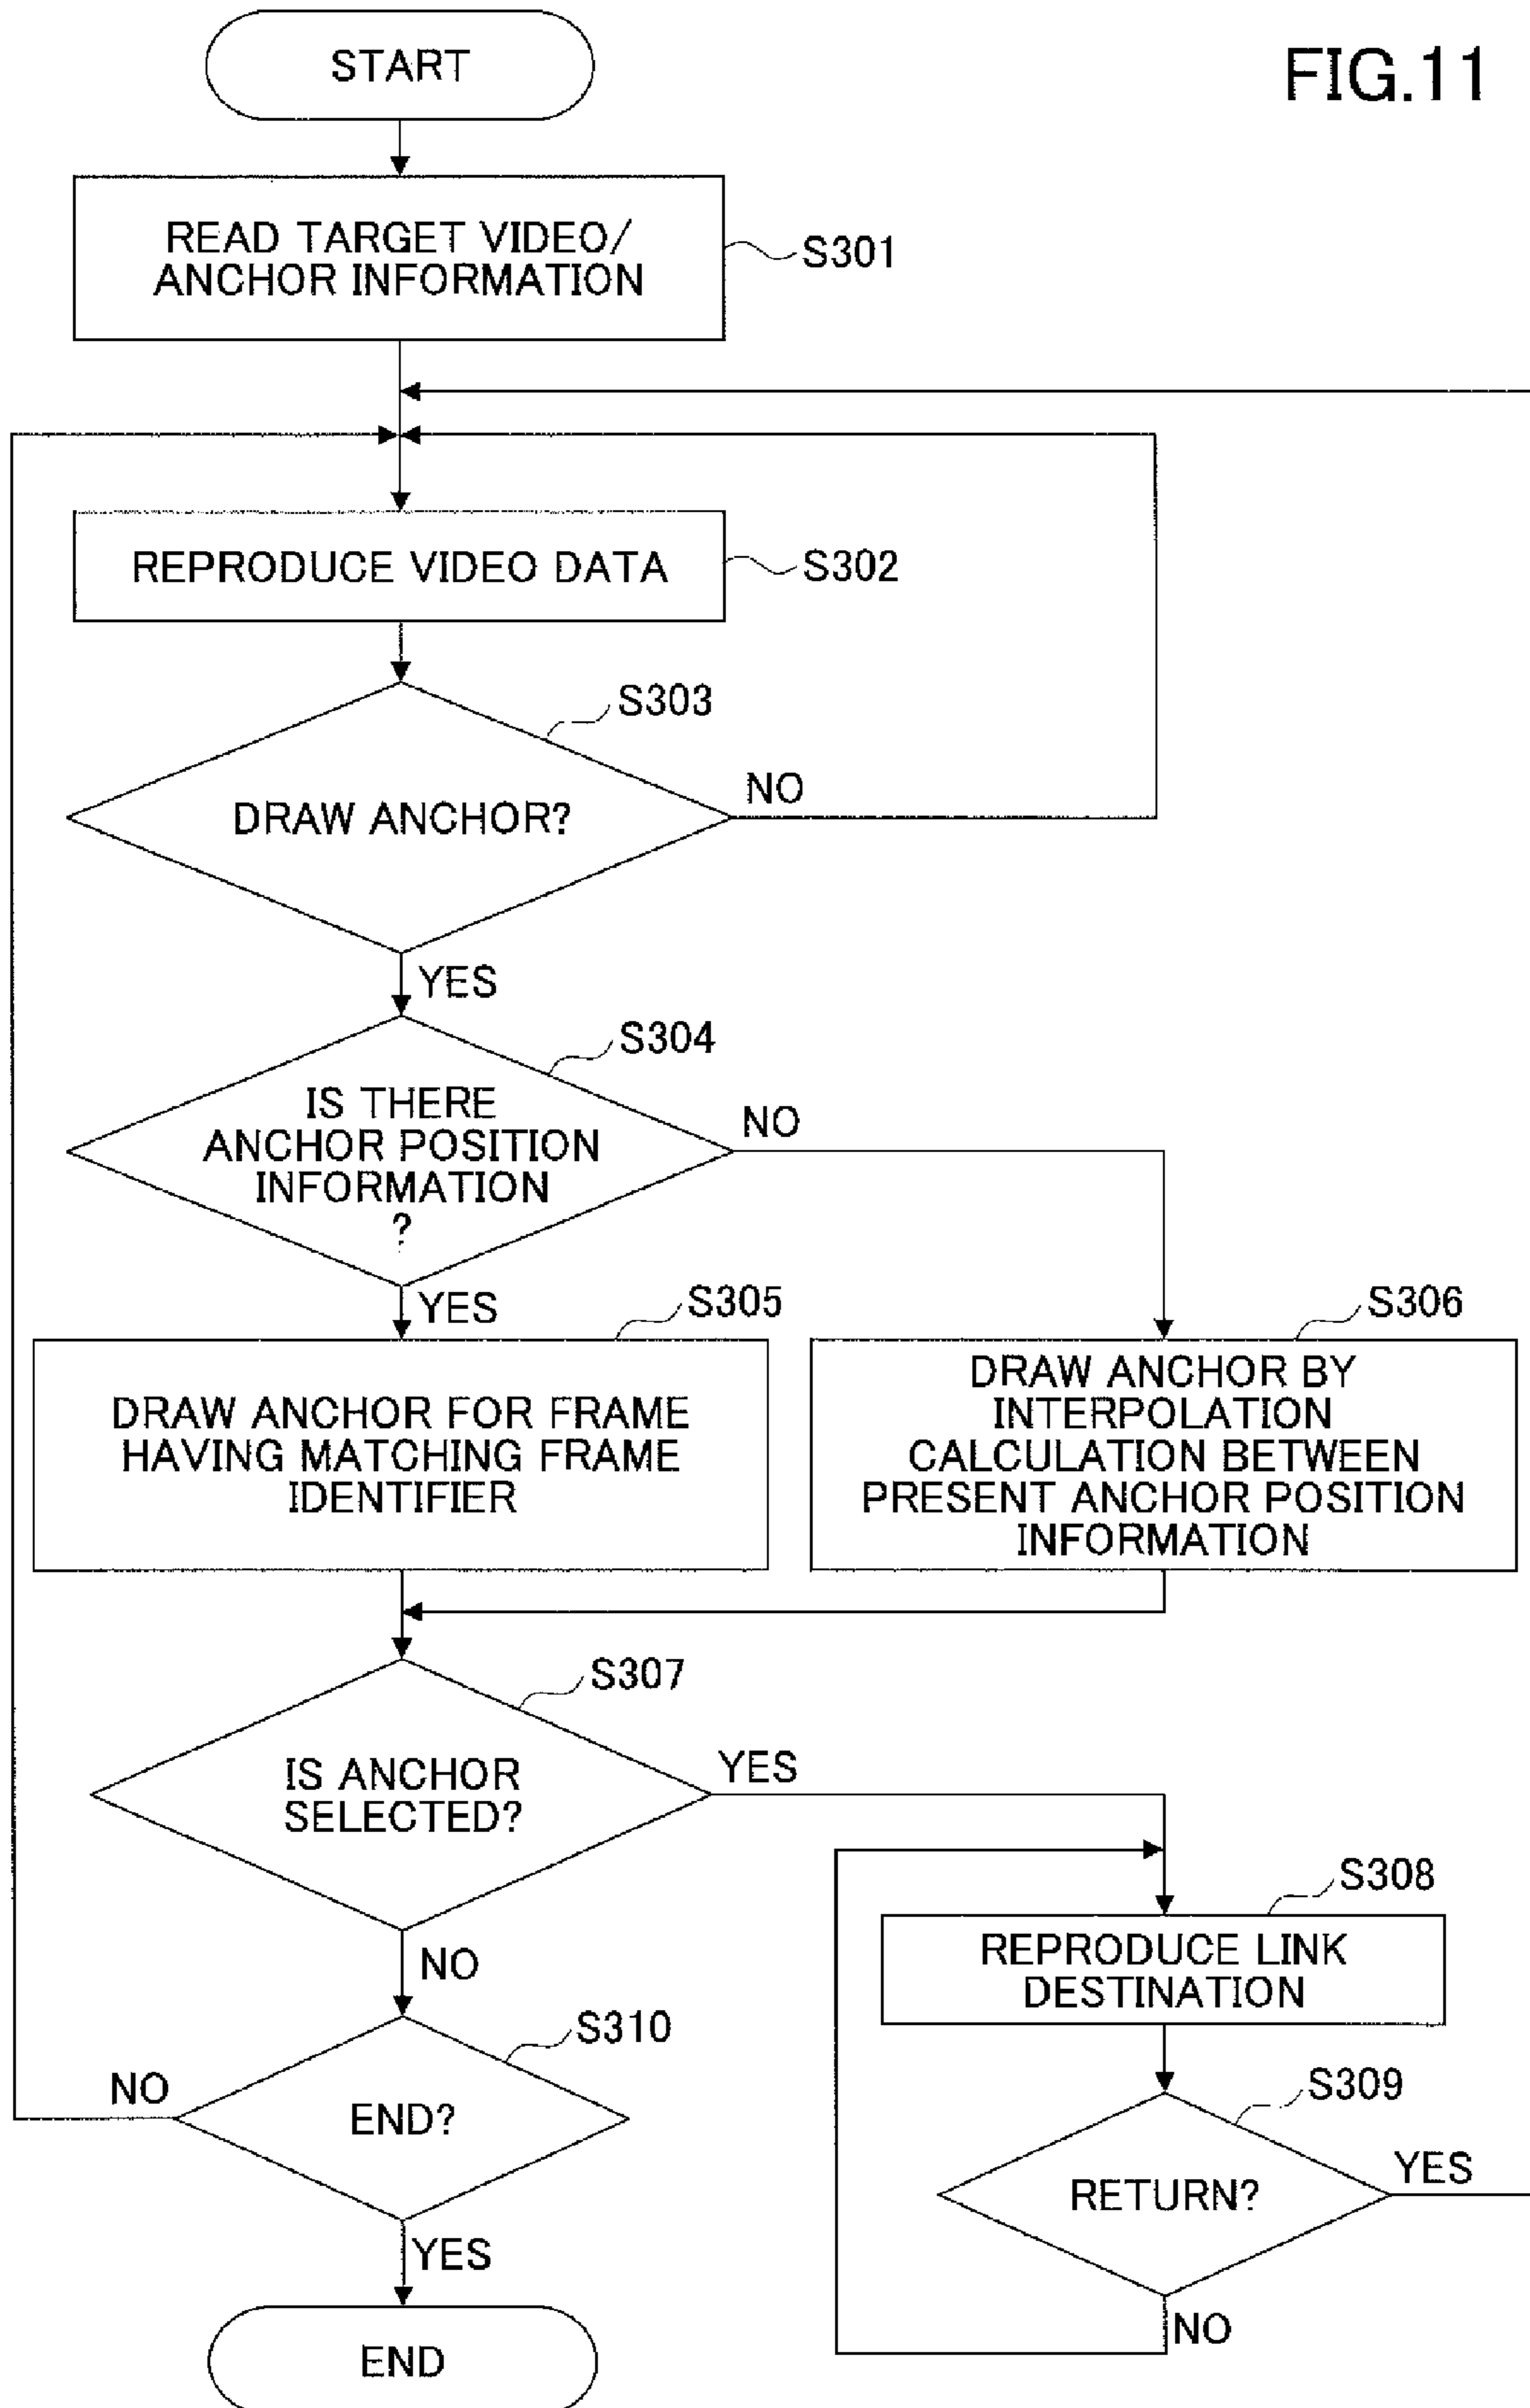 FIG.11
START
READ TARGET VIDEO/
ANCHOR INFORMATION
S301
REPRODUCE VIDEO DATA
S302
S303
DRAW ANCHOR?
NO
YES
S304
IS THERE
ANCHOR POSITION
INFORMATION
?
NO
YES
S305
DRAW ANCHOR FOR FRAME
HAVING MATCHING FRAME
IDENTIFIER
S306
DRAW ANCHOR BY
INTERPOLATION
CALCULATION BETWEEN
PRESENT ANCHOR POSITION
INFORMATION
S307
IS ANCHOR
SELECTED?
YES
NO
S308
REPRODUCE LINK
DESTINATION
S309
RETURN?
YES
NO
S310
END?
NO
YES
END